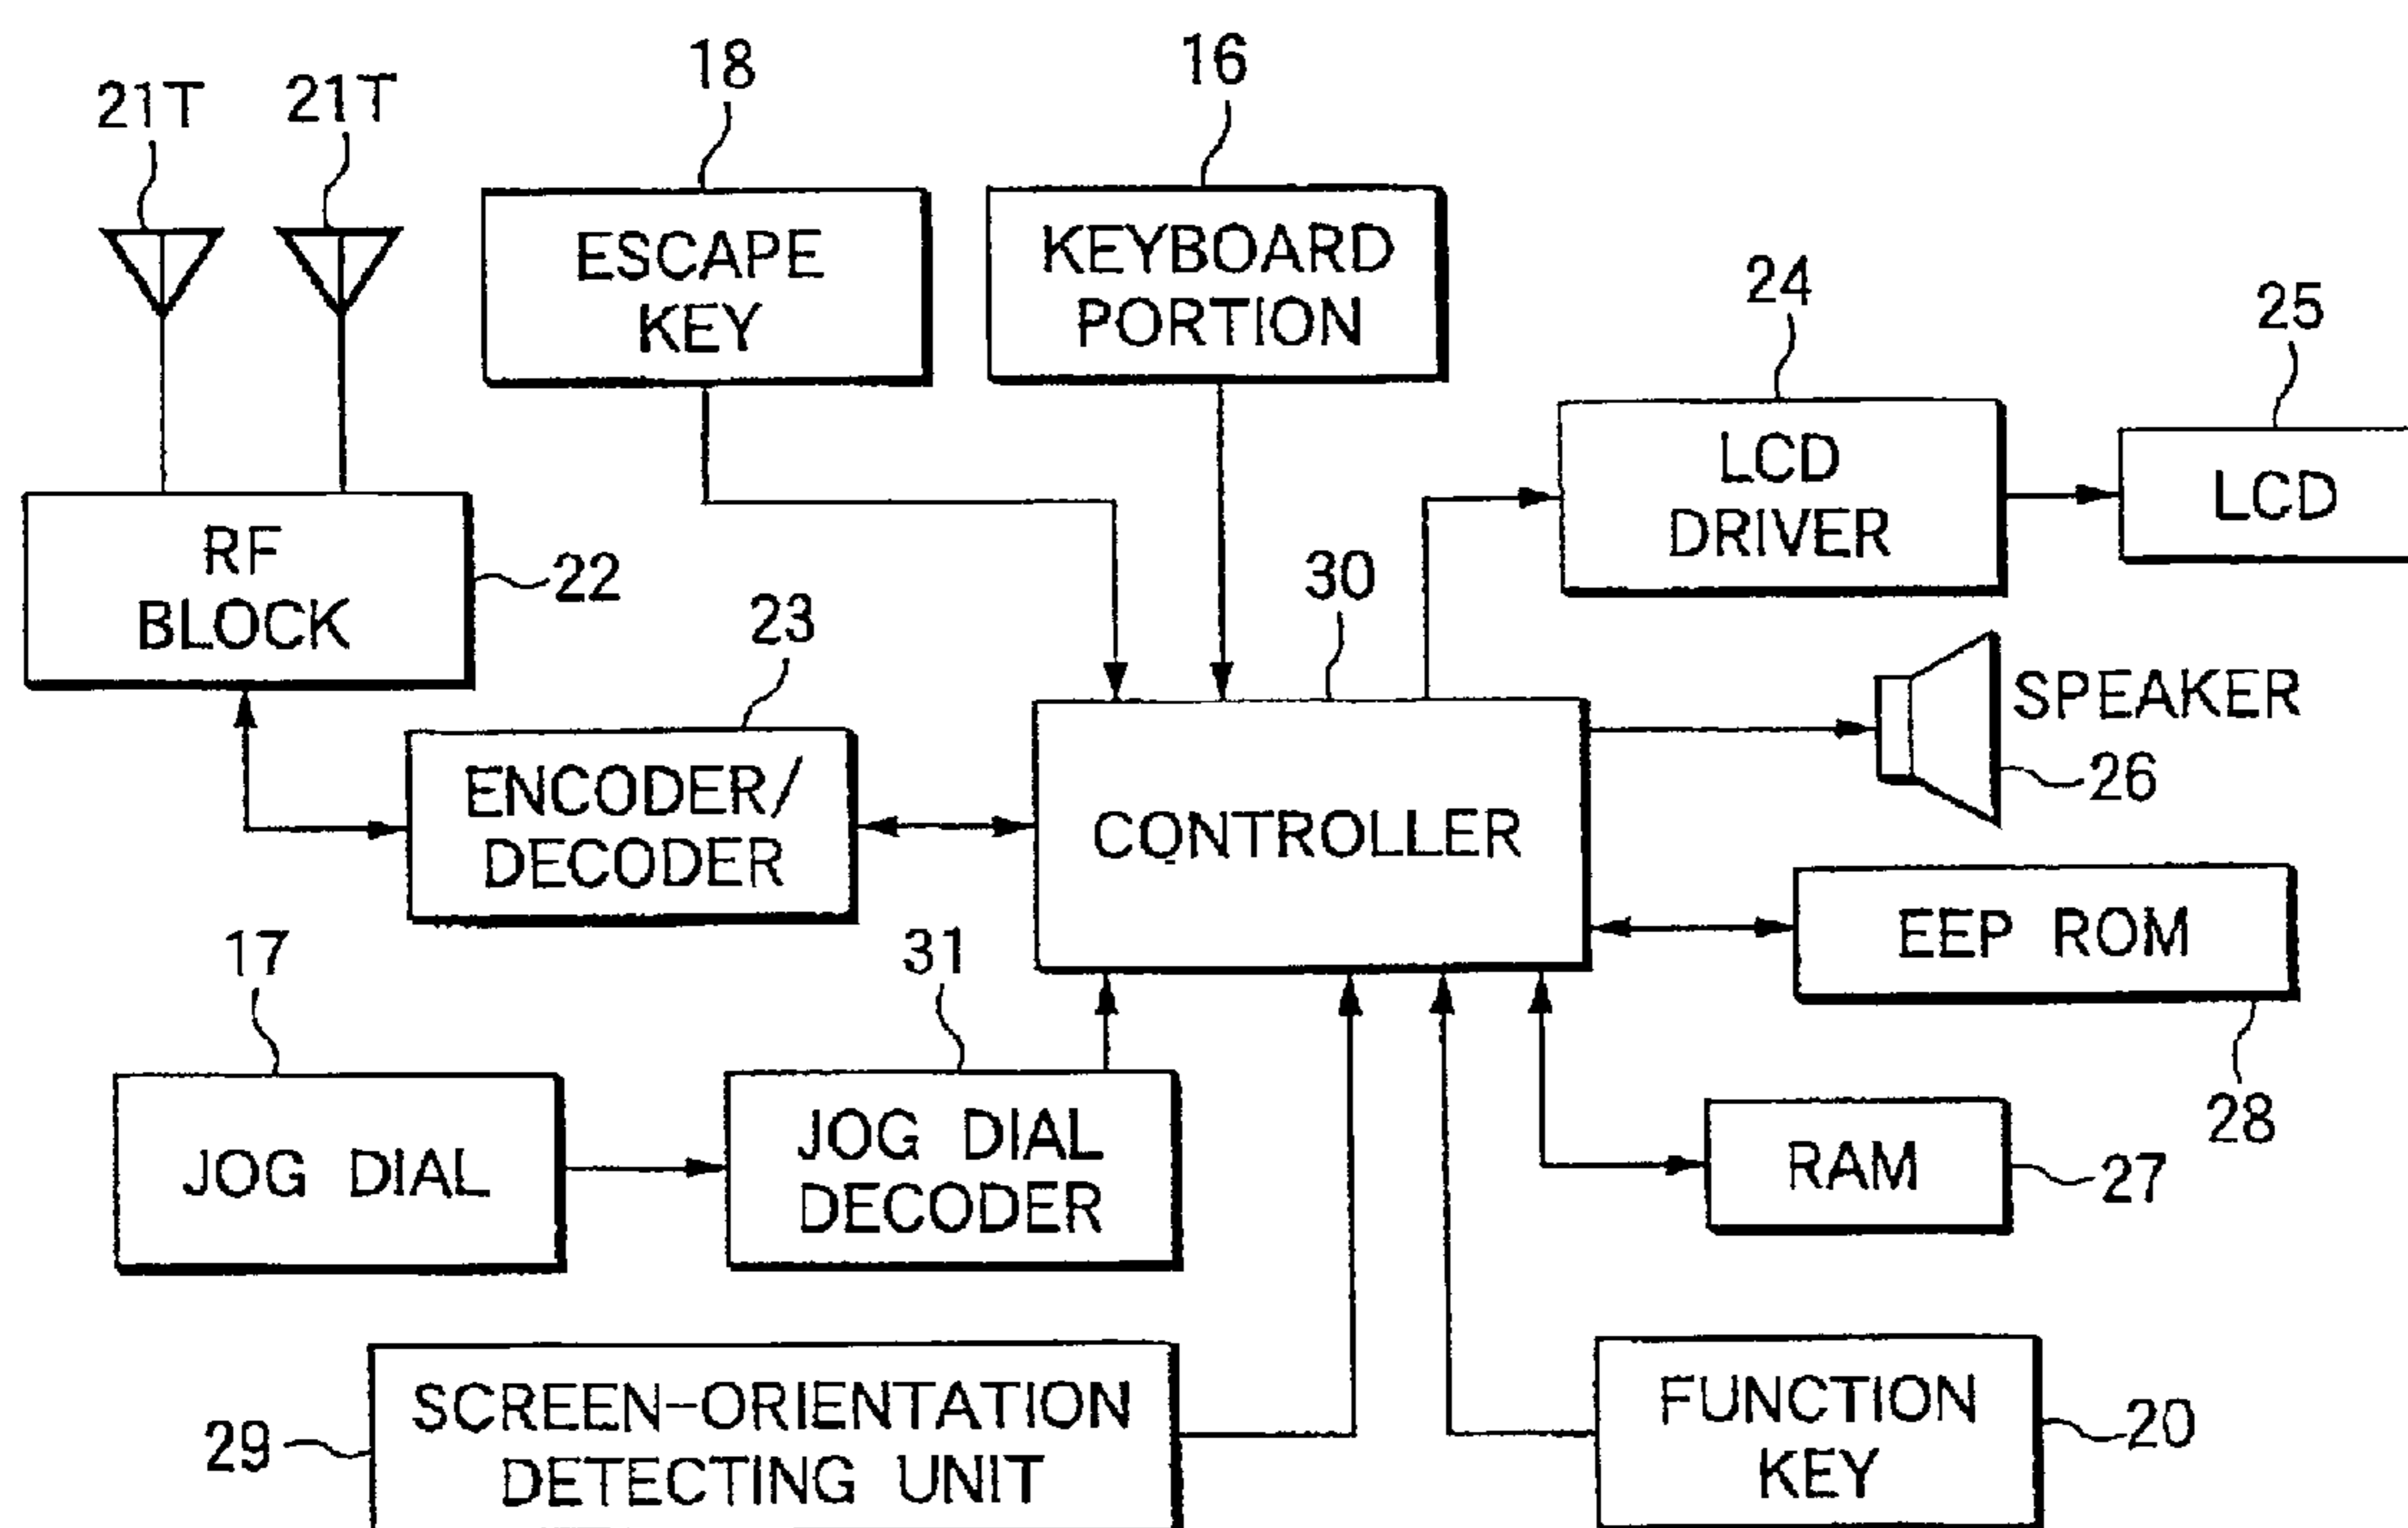 21T
21T
18
16
ESCAPE
KEY
KEYBOARD
PORTION
24
25
LCD
DRIVER
LCD
RF
BLOCK
22
23
30
SPEAKER
26
ENCODER/
DECODER
CONTROLLER
EEP ROM
28
17
31
JOG DIAL
JOG DIAL
DECODER
RAM
27
29
SCREEN-ORIENTATION
DETECTING UNIT
FUNCTION
KEY
20